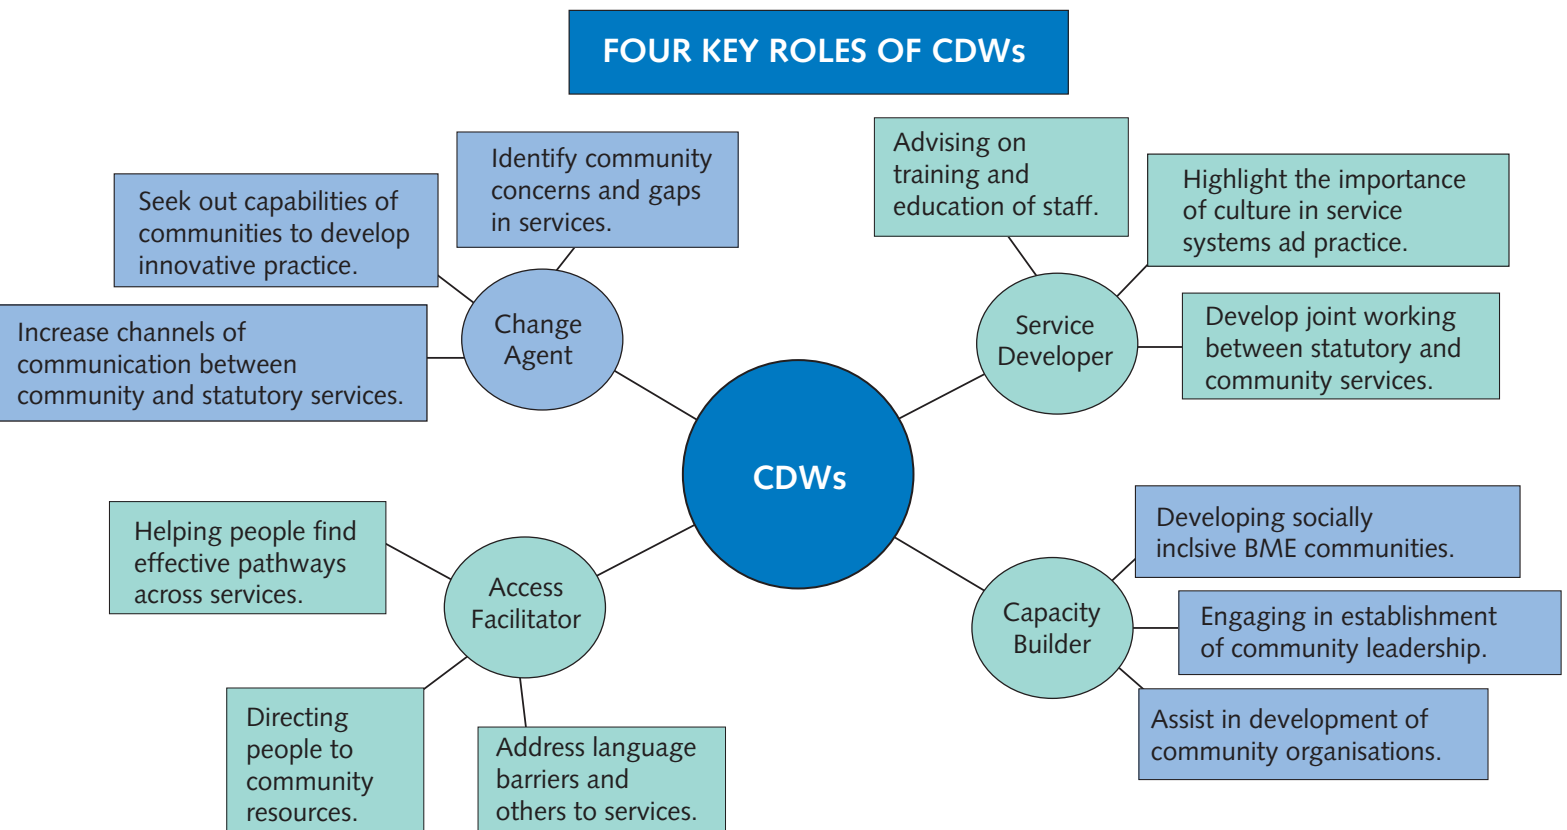 FOUR KEY ROLES OF CDWs
Identify community
concerns and gaps
in services.
Seek out capabilities of
communities to develop
innovative practice.
Increase channels of
communication between
community and statutory services.
Change
Agent
Advising on
training and
education of staff.
Highlight the importance
of culture in service
systems ad practice.
Develop joint working
between statutory and
community services.
Service
Developer
CDWs
Helping people find
effective pathways
across services.
Access
Facilitator
Directing
people to
community
resources.
Address language
barriers and
others to services.
Capacity
Builder
Developing socially
inclsive BME communities.
Engaging in establishment
of community leadership.
Assist in development of
community organisations.